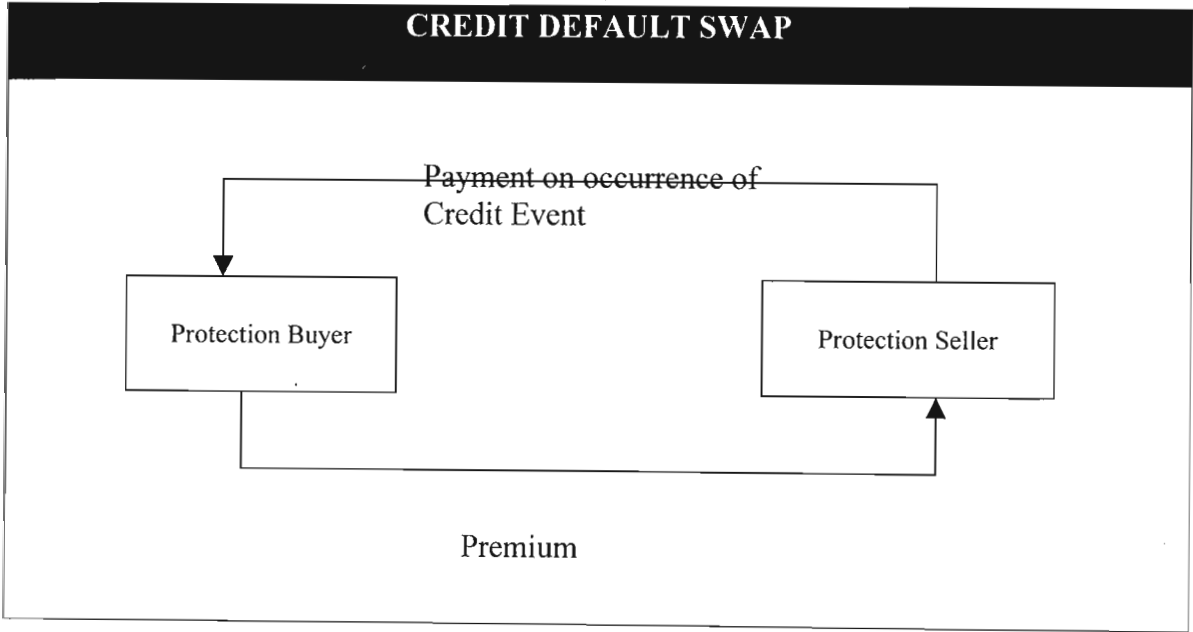 CREDIT DEFAULT SWAP
Payment on occurrence of
Credit Event
Protection Buyer
Protection Seller
Premium